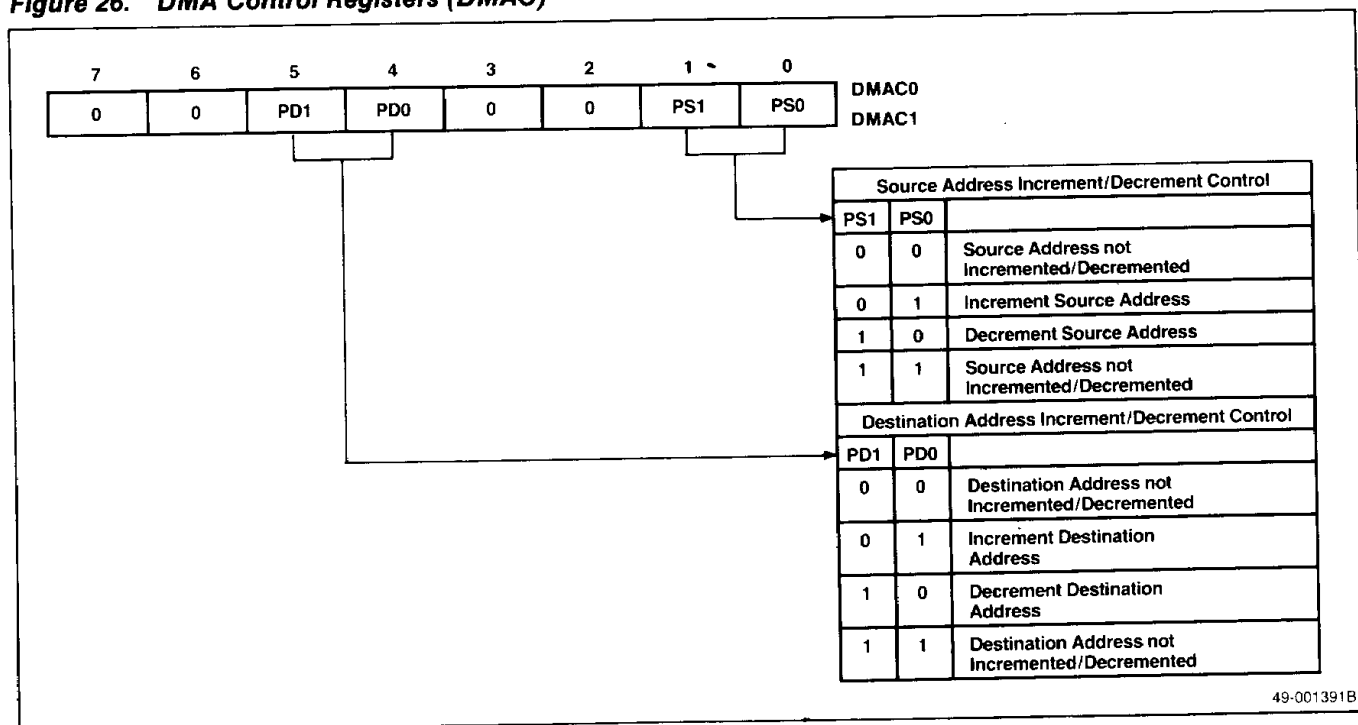 Figure 26. DMA Control Registers (DMAC)
7 6 5 4 3 2 1 0
0 0 PD1 PD0 0 0 PS1 PS0
DMAC0
DMAC1
Source Address Increment/Decrement Control
PS1 PS0
0 0 Source Address not
Incremented/Decremented
0 1 Increment Source Address
1 0 Decrement Source Address
1 1 Source Address not
Incremented/Decremented
Destination Address Increment/Decrement Control
PD1 PD0
0 0 Destination Address not
Incremented/Decremented
0 1 Increment Destination
Address
1 0 Decrement Destination
Address
1 1 Destination Address not
Incremented/Decremented
49-001391B